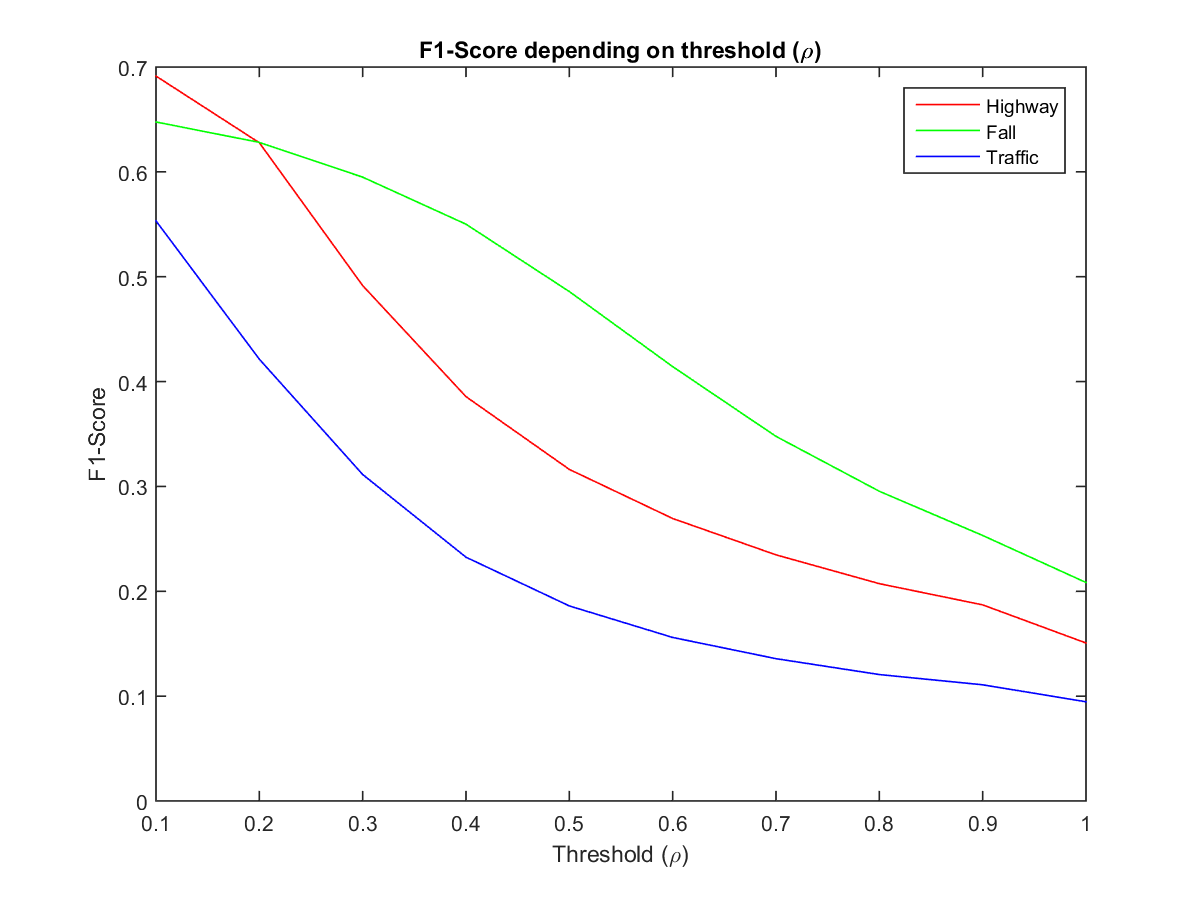 F1-Score depending on threshold (ρ)
0.7
0.6
0.5
0.4
0.3
0.2
0.1
0
F1-Score
Highway
Fall
Traffic
0.1 0.2 0.3 0.4 0.5 0.6 0.7 0.8 0.9 1
Threshold (ρ)